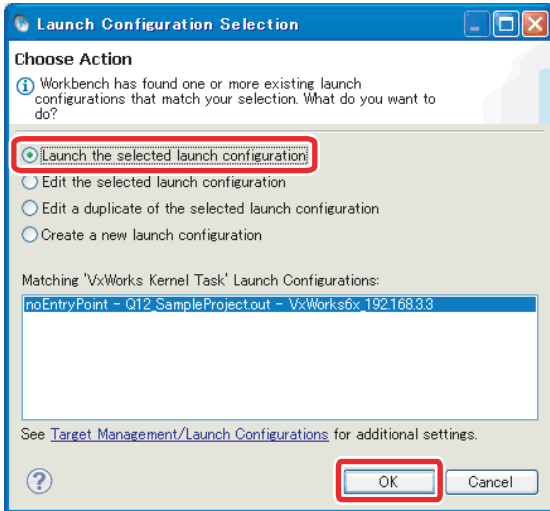 Launch Configuration Selection
Choose Action
Workbench has found one or more existing launch
configurations that match your selection. What do you want to
do?
Launch the selected launch configuration
Edit the selected launch configuration
Edit a duplicate of the selected launch configuration
Create a new launch configuration
Matching 'VxWorks Kernel Task' Launch Configurations:
noEntryPoint - Q12_SampleProject.out - VxWorks6x_192.168.3.3
See Target Management/Launch Configurations for additional settings.
?
OK
Cancel